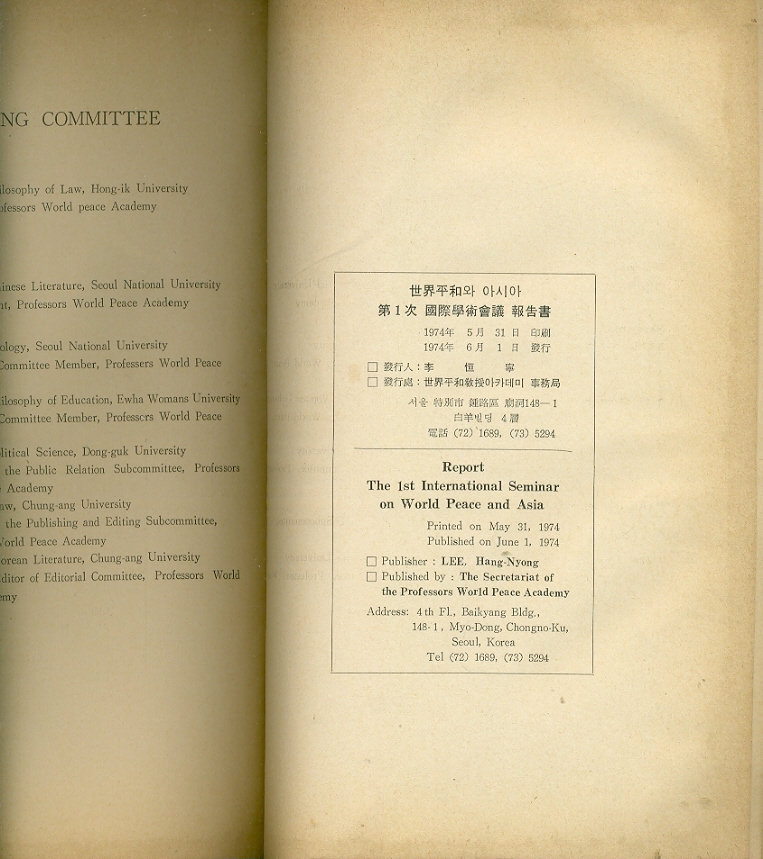 NG COMMITTEE
ilosophy of Law, Hong-ik University
ofessors World peace Academy
inese Literature, Seoul National University
nt, Professors World Peace Academy
ology, Seoul National University
Committee Member, Professers World Peace
ilosophy of Education, Ewha Womans University
Committee Member, Professcrs World Peace
litical Science, Dong-guk University
the Public Relation Subcommittee, Professors
Academy
aw, Chung-ang University
the Publishing and Editing Subcommittee,
World Peace Academy
orean Literature, Chung-ang University
ditor of Editorial Committee, Professors World
emy
世界平和와 아시아
第1次 國際學術會議 報告書
1974年 5月 31日 印刷
1974年 6月 1日 發行
□ 發行人 : 李 恒 寧
□ 發行處 : 世界平和敎授아카데미 事務局
서울 特別市 鍾路區 廟洞148—1
白羊빌딩 4層
電話 (72) 1689, (73) 5294
Report
The 1st International Seminar
on World Peace and Asia
Printed on May 31, 1974
Published on June 1, 1974
□ Publisher : LEE, Hang-Nyong
□ Published by : The Secretariat of
the Professors World Peace Academy
Address: 4th Fl., Baikyang Bldg.,
148-1, Myo-Dong, Chongno-Ku,
Seoul, Korea
Tel (72) 1689, (73) 5294